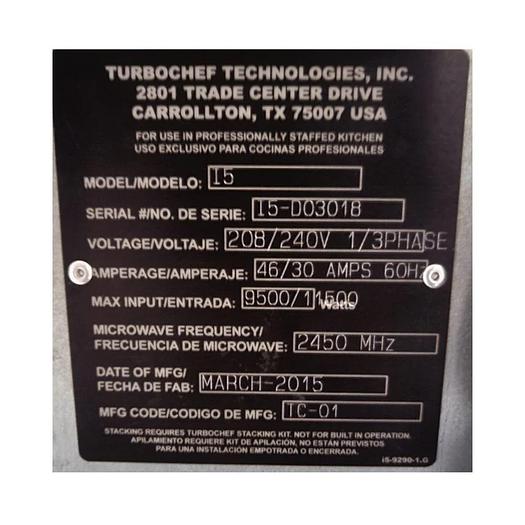 TURBOCHEF TECHNOLOGIES, INC.
2801 TRADE CENTER DRIVE
CARROLLTON, TX 75007 USA
FOR USE IN PROFESSIONALLY STAFFED KITCHEN
USO EXCLUSIVO PARA COCINAS PROFESIONALES
MODEL/MODELO: I5
SERIAL #/NO. DE SERIE: I5-D03018
VOLTAGE/VOLTAJE: 208/240V 1/3PHASE
AMPERAGE/AMPERAJE: 46/30 AMPS 60HZ
MAX INPUT/ENTRADA: 9500/11500 Watts
MICROWAVE FREQUENCY/
FRECUENCIA DE MICROWAVE: 2450 MHz
DATE OF MFG/
FECHA DE FAB: MARCH-2015
MFG CODE/CODIGO DE MFG: TC-01
STACKING REQUIRES TURBOCHEF STACKING KIT. NOT FOR BUILT IN OPERATION.
APILAMIENTO REQUIERE KIT DE APILACIÓN, NO ESTÁN PREVISTOS
PARA UNA INSTALACIÓN EMPOTRADA O ENCERRADA.
i5-9290-1.G